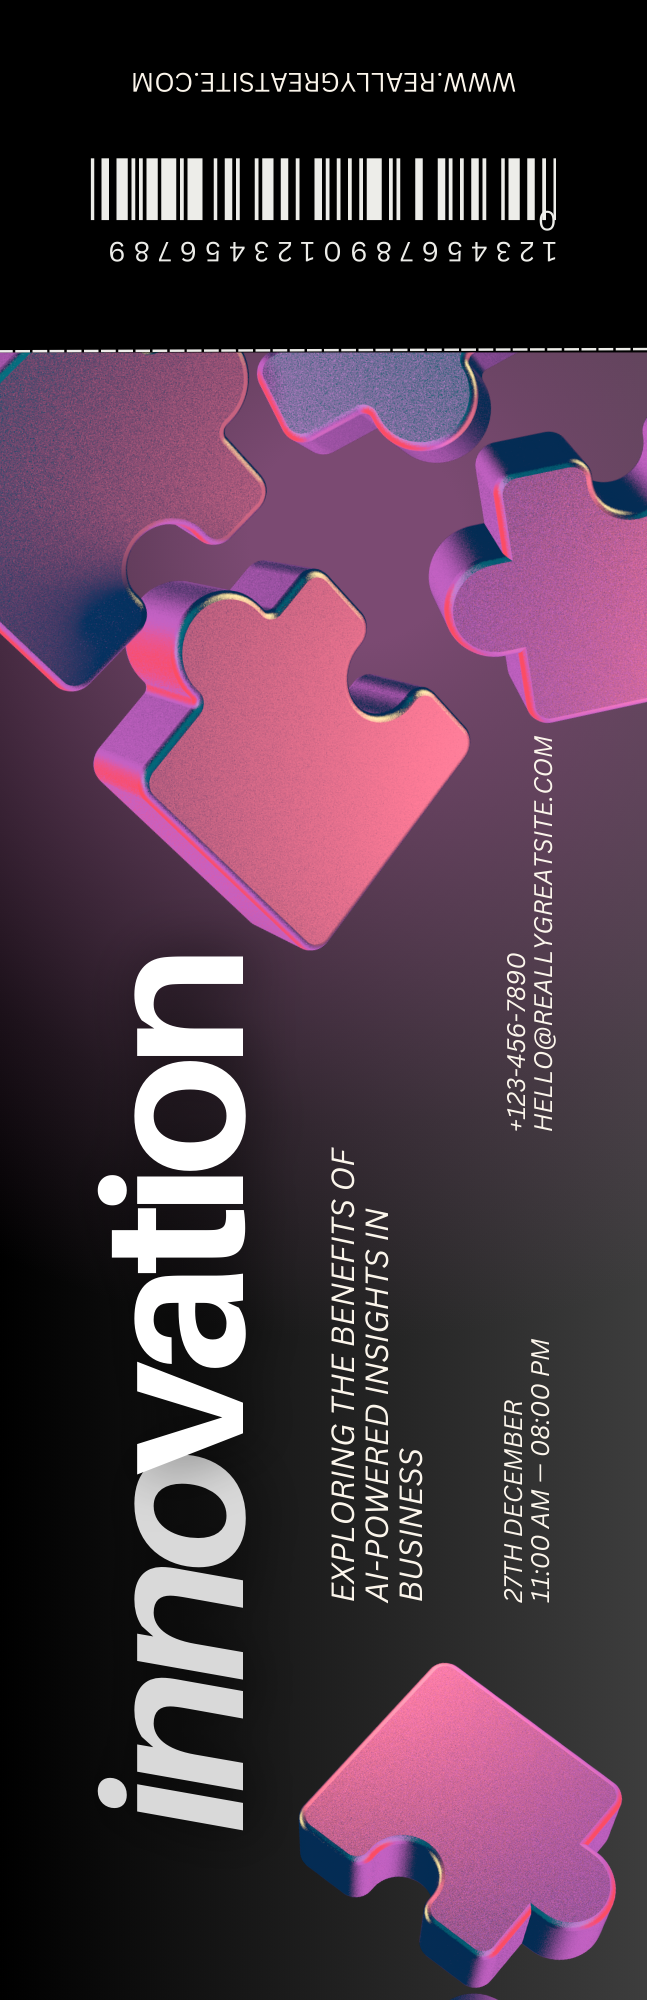 innovation
EXPLORING THE BENEFITS OF
AI-POWERED INSIGHTS IN
BUSINESS
27TH DECEMBER
11:00 AM – 08:00 PM
+123-456-7890
HELLO@REALLYGREATSITE.COM
1234567890123456789
0
WWW.REALLYGREATSITE.COM